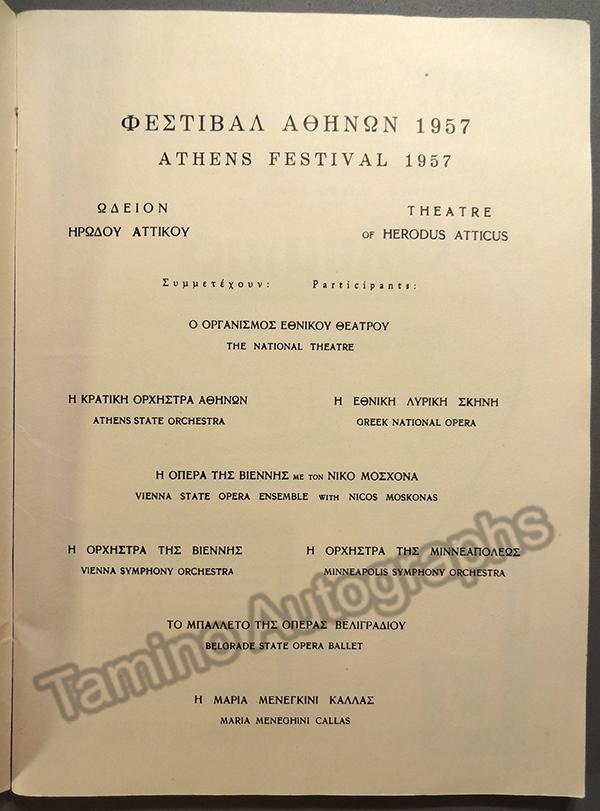 ΦΕΣΤΙΒΑΛ ΑΘΗΝΩΝ 1957
ATHENS FESTIVAL 1957
ΩΔΕΙΟΝ
ΗΡΩΔΟΥ ΑΤΤΙΚΟΥ
THEATRE
OF HERODUS ATTICUS
Συμμετέχουν: Participants:
Ο ΟΡΓΑΝΙΣΜΟΣ ΕΘΝΙΚΟΥ ΘΕΑΤΡΟΥ
THE NATIONAL THEATRE
Η ΚΡΑΤΙΚΗ ΟΡΧΗΣΤΡΑ ΑΘΗΝΩΝ
ATHENS STATE ORCHESTRA
Η ΕΘΝΙΚΗ ΛΥΡΙΚΗ ΣΚΗΝΗ
GREEK NATIONAL OPERA
Η ΟΠΕΡΑ ΤΗΣ ΒΙΕΝΝΗΣ ΜΕ ΤΟΝ ΝΙΚΟ ΜΟΣΧΟΝΑ
VIENNA STATE OPERA ENSEMBLE WITH NICOS MOSKONAS
Η ΟΡΧΗΣΤΡΑ ΤΗΣ ΒΙΕΝΝΗΣ
VIENNA SYMPHONY ORCHESTRA
Η ΟΡΧΗΣΤΡΑ ΤΗΣ ΜΙΝΝΕΑΠΟΛΕΩΣ
MINNEAPOLIS SYMPHONY ORCHESTRA
ΤΟ ΜΠΑΛΛΕΤΟ ΤΗΣ ΟΠΕΡΑΣ ΒΕΛΙΓΡΑΔΙΟΥ
BELGRADE STATE OPERA BALLET
Η ΜΑΡΙΑ ΜΕΝΕΓΚΙΝΙ ΚΑΛΛΑΣ
MARIA MENEGHINI CALLAS
Tamino Autographs